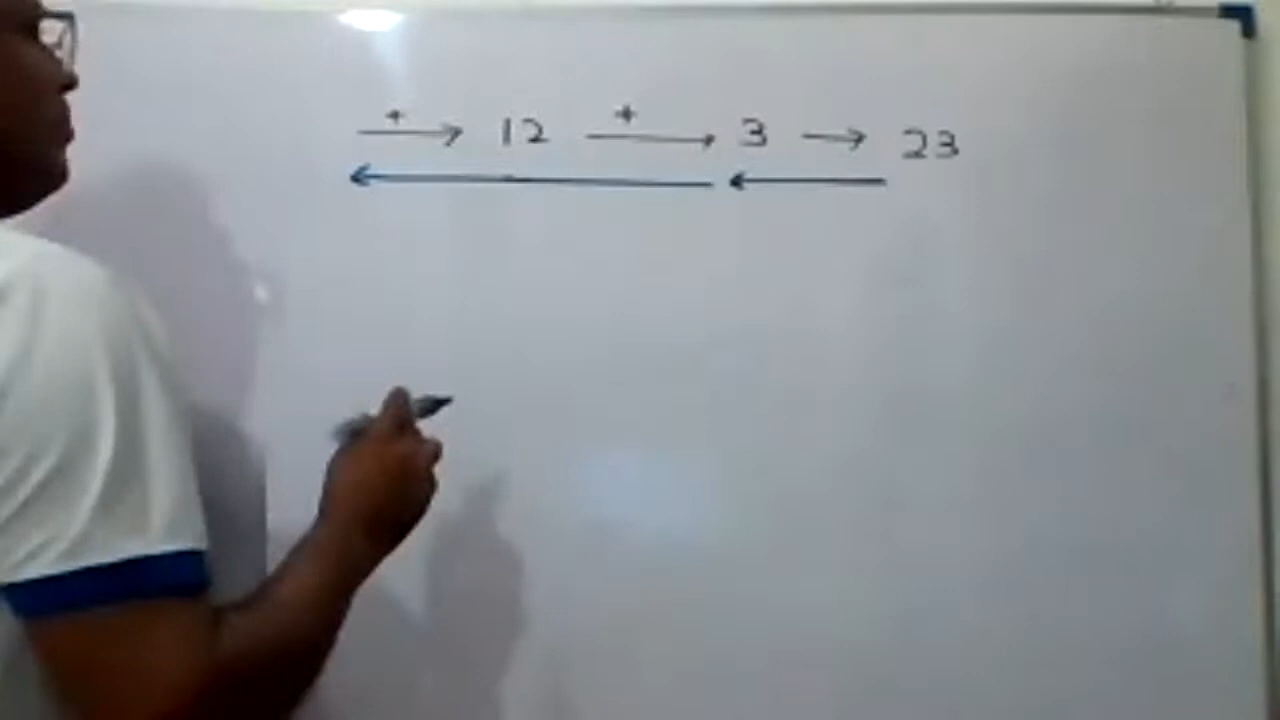 + → 12 + → 3 → 23